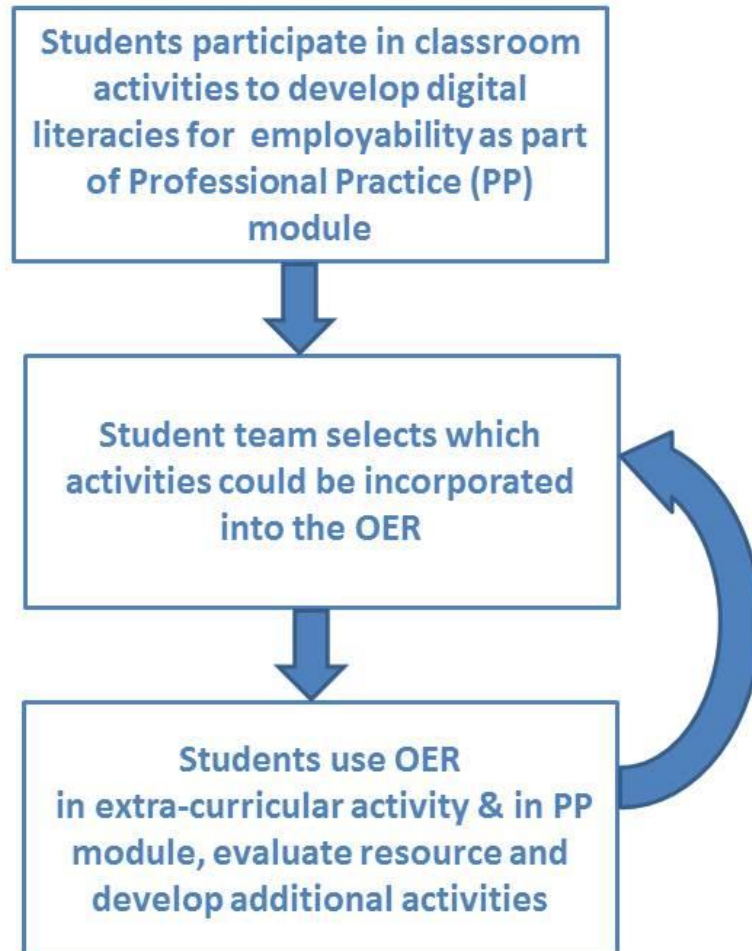 Students participate in classroom
activities to develop digital
literacies for employability as part
of Professional Practice (PP)
module
Student team selects which
activities could be incorporated
into the OER
Students use OER
in extra-curricular activity & in PP
module, evaluate resource and
develop additional activities